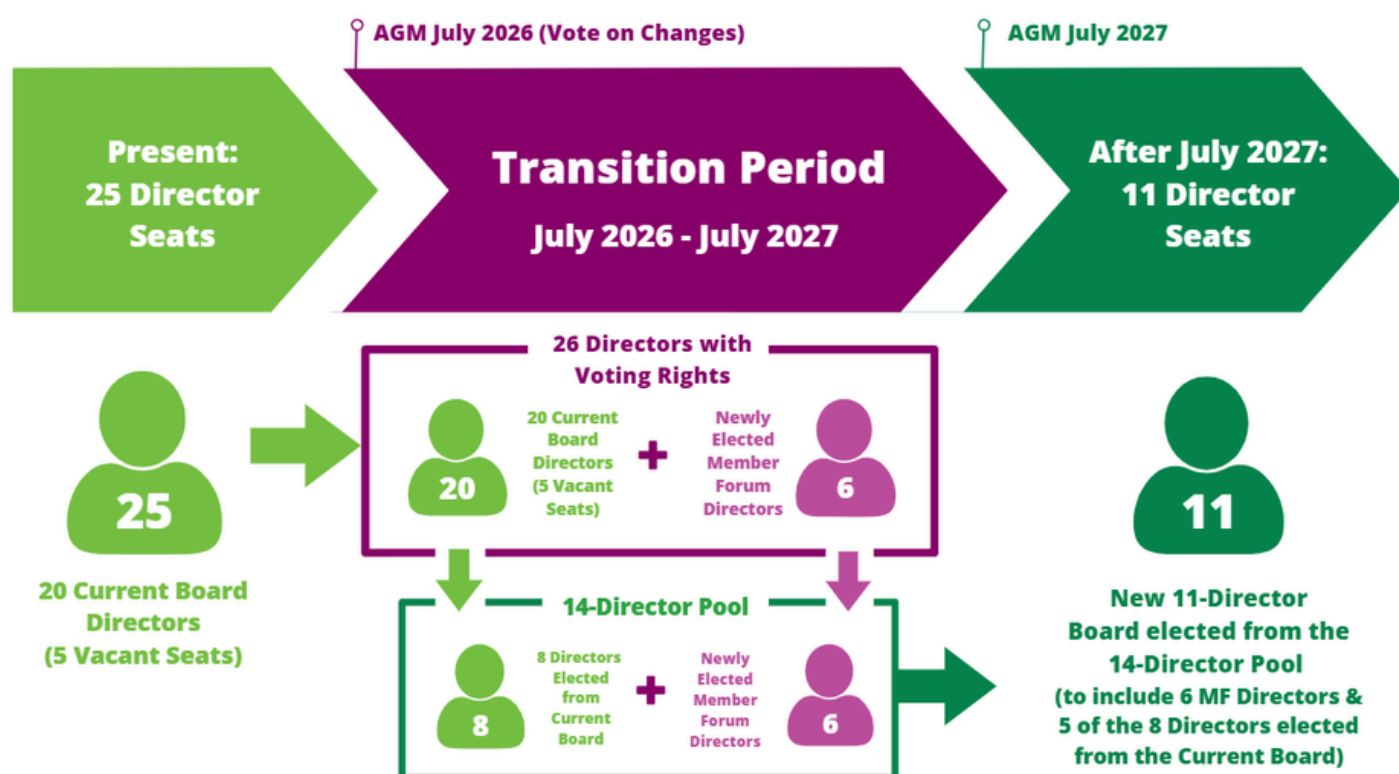 AGM July 2026 (Vote on Changes)
AGM July 2027
Present:
25 Director
Seats
Transition Period
July 2026 - July 2027
After July 2027:
11 Director
Seats
25
20 Current Board
Directors
(5 Vacant Seats)
26 Directors with
Voting Rights
20
20 Current
Board
Directors
(5 Vacant
Seats)
Newly
Elected
Member
Forum
Directors
6
14-Director Pool
8
8 Directors
Elected
from
Current
Board
Newly
Elected
Member
Forum
Directors
6
11
New 11-Director
Board elected from the
14-Director Pool
(to include 6 MF Directors &
5 of the 8 Directors elected
from the Current Board)